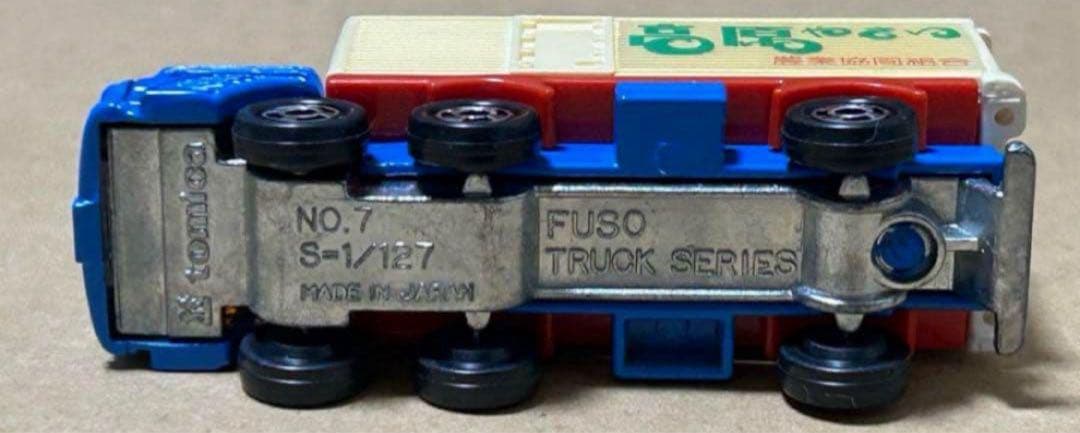 農業協同組合
tomica
NO.7
S=1/127
MADE IN JAPAN
FUSO
TRUCK SERIES